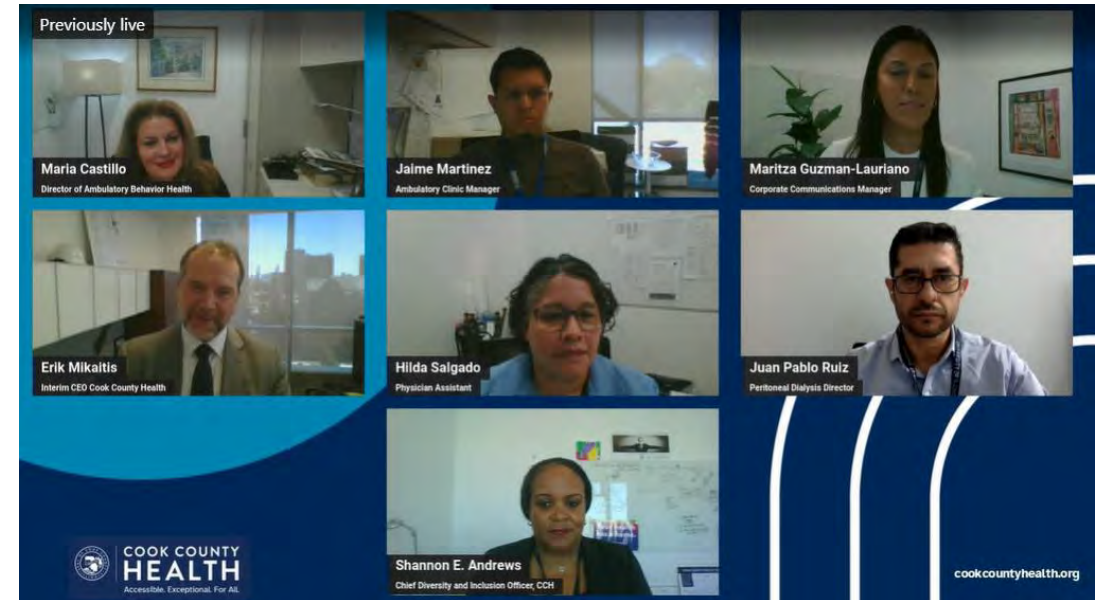 Previously live
Maria Castillo
Director of Ambulatory Behavior Health
Jaime Martinez
Ambulatory Clinic Manager
Maritza Guzman-Lauriano
Corporate Communications Manager
Erik Mikaitis
Interim CEO Cook County Health
Hilda Salgado
Physician Assistant
Juan Pablo Ruiz
Peritoneal Dialysis Director
Shannon E. Andrews
Chief Diversity and Inclusion Officer, CCH
COOK COUNTY
HEALTH
Accessible. Exceptional. For All.
cookcountyhealth.org